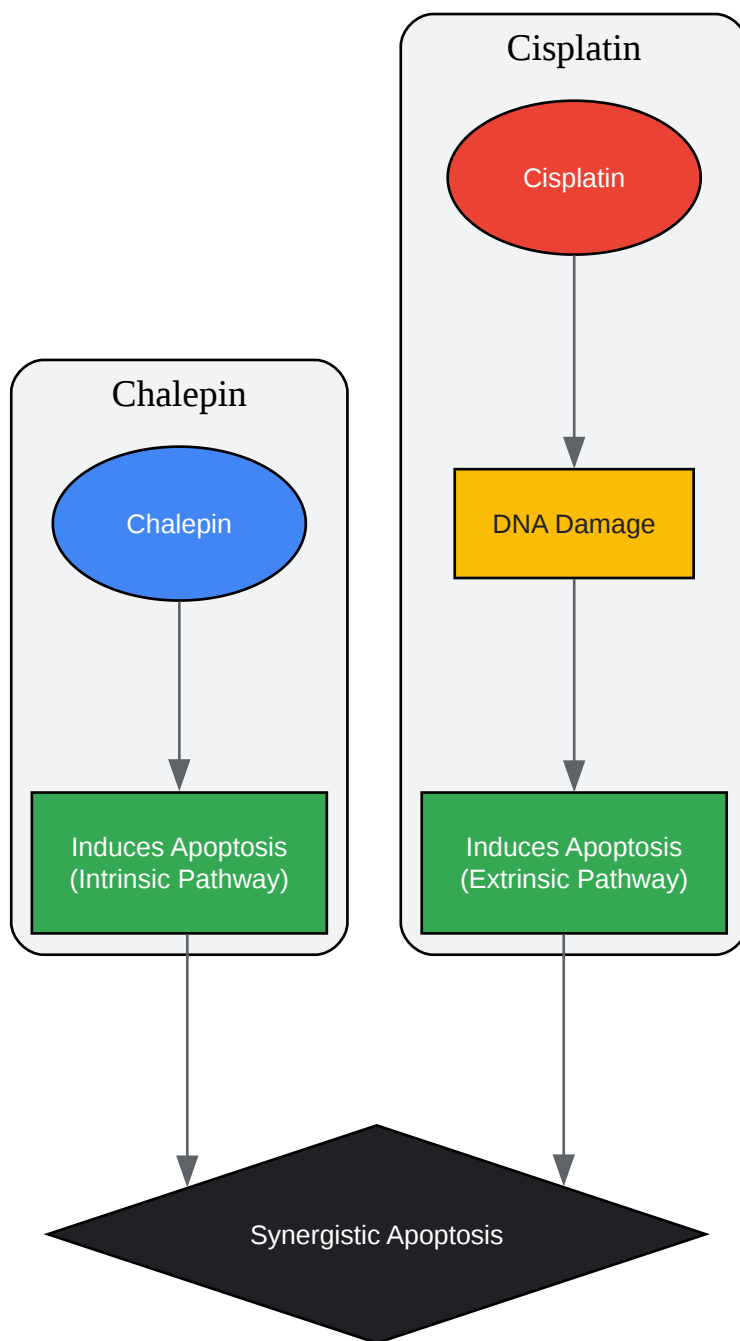 Cisplatin
Cisplatin
Chalepin
Chalepin
DNA Damage
Induces Apoptosis
(Intrinsic Pathway)
Induces Apoptosis
(Extrinsic Pathway)
Synergistic Apoptosis